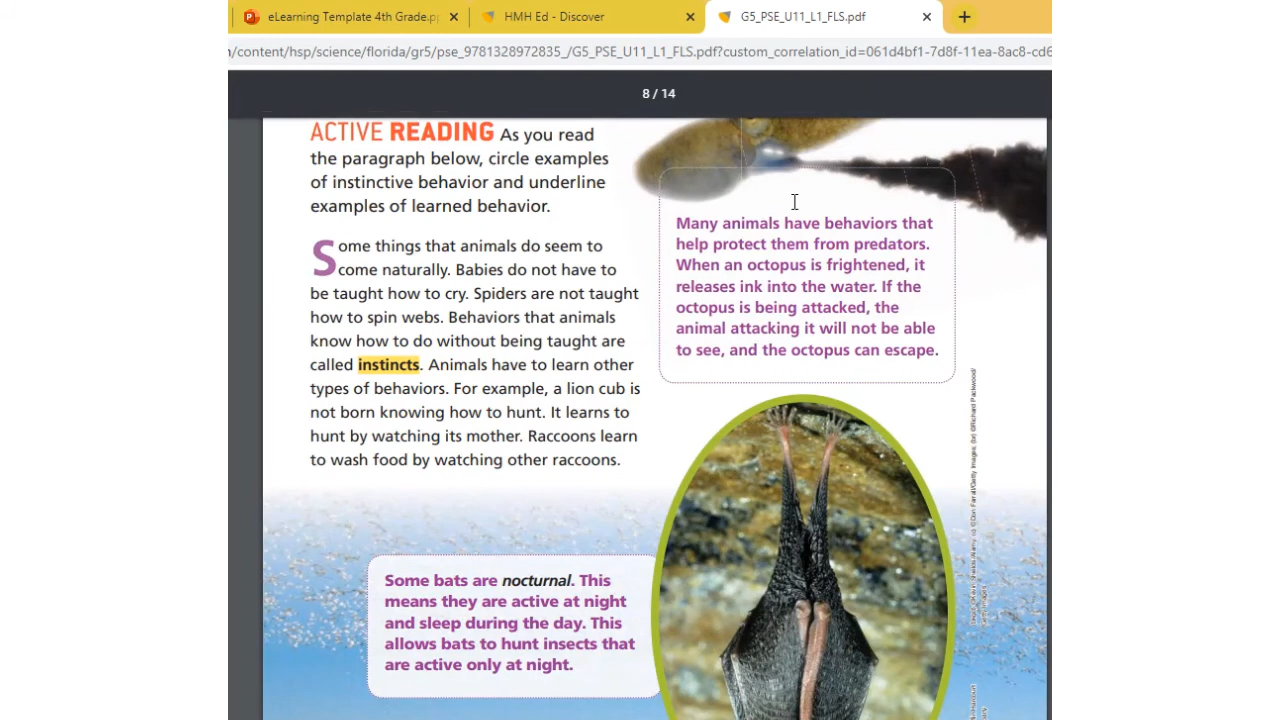 eLearning Template 4th Grade.p
HMH Ed - Discover
G5_PSE_U11_L1_FLS.pdf
/content/hsp/science/florida/gr5/pse_9781328972835_/G5_PSE_U11_L1_FLS.pdf?custom_correlation_id=061d4bf1-7d8f-11ea-8ac8-cd6
8 / 14
ACTIVE READING As you read
the paragraph below, circle examples
of instinctive behavior and underline
examples of learned behavior.
Some things that animals do seem to
come naturally. Babies do not have to
be taught how to cry. Spiders are not taught
how to spin webs. Behaviors that animals
know how to do without being taught are
called instincts. Animals have to learn other
types of behaviors. For example, a lion cub is
not born knowing how to hunt. It learns to
hunt by watching its mother. Raccoons learn
to wash food by watching other raccoons.
Many animals have behaviors that
help protect them from predators.
When an octopus is frightened, it
releases ink into the water. If the
octopus is being attacked, the
animal attacking it will not be able
to see, and the octopus can escape.
Some bats are nocturnal. This
means they are active at night
and sleep during the day. This
allows bats to hunt insects that
are active only at night.